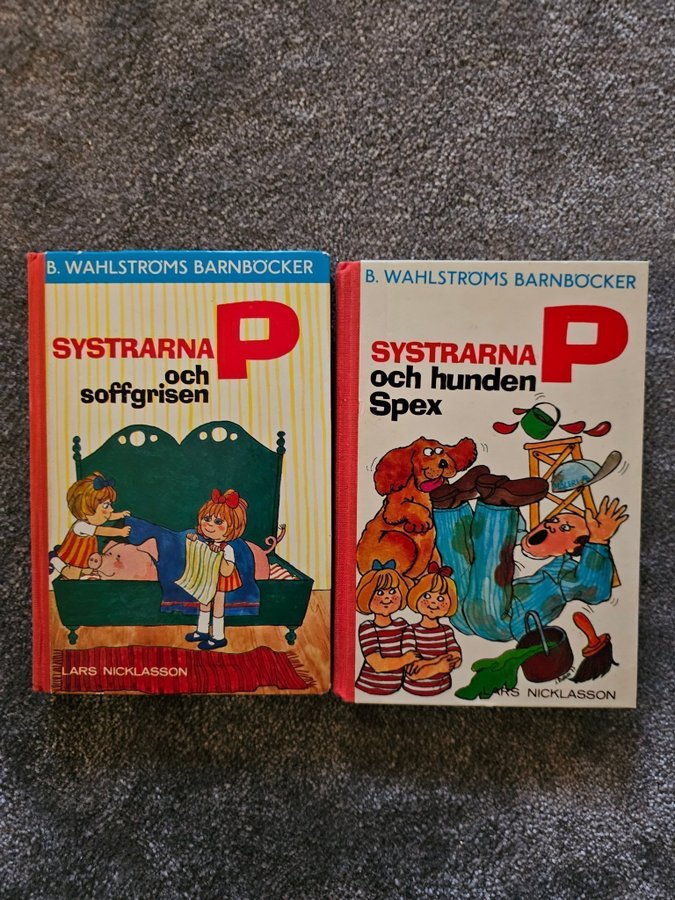 B. WAHLSTRÖMS BARNBÖCKER
SYSTRARNA P
och
soffgrisen
LARS NICKLASSON
B. WAHLSTRÖMS BARNBÖCKER
SYSTRARNA P
och hunden
Spex
LARS NICKLASSON